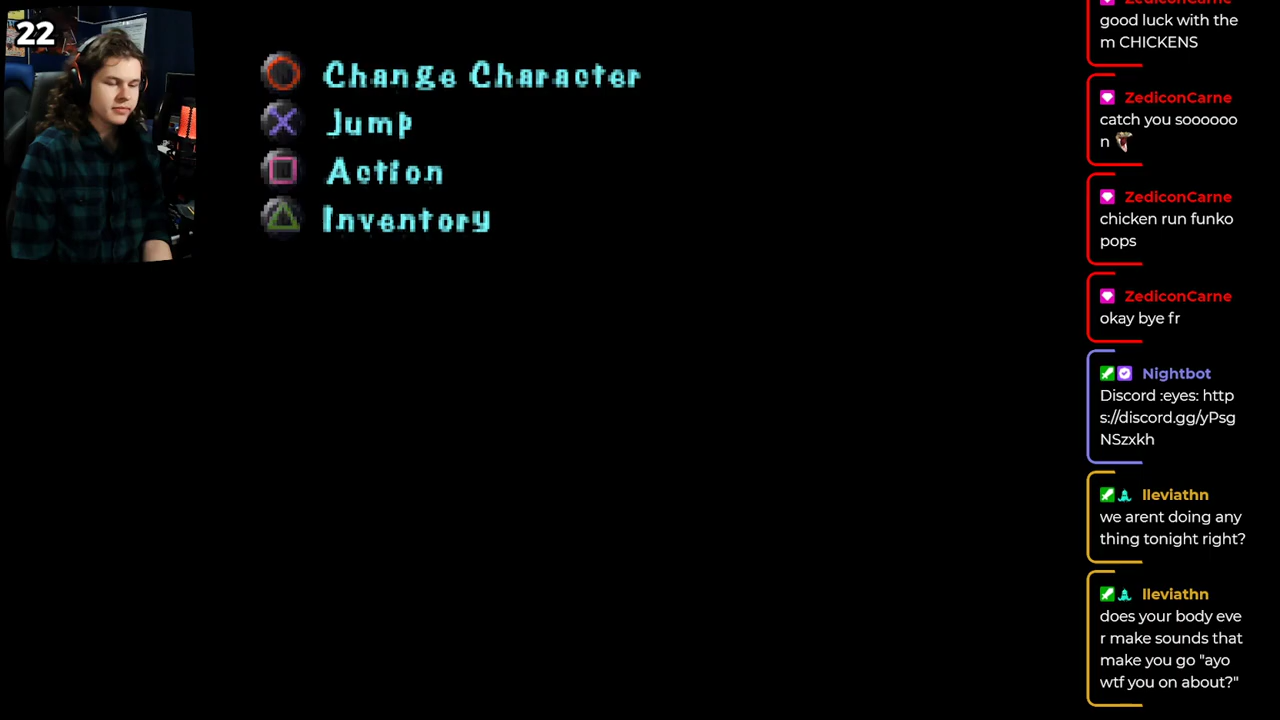 22
Change Character
Jump
Action
Inventory
ZediconCarne
good luck with the
m CHICKENS
ZediconCarne
catch you soooooo
n
ZediconCarne
chicken run funko
pops
ZediconCarne
okay bye fr
Nightbot
Discord :eyes: http
s://discord.gg/yPsg
NSzxkh
lleviathn
we arent doing any
thing tonight right?
lleviathn
does your body eve
r make sounds that
make you go "ayo
wtf you on about?"